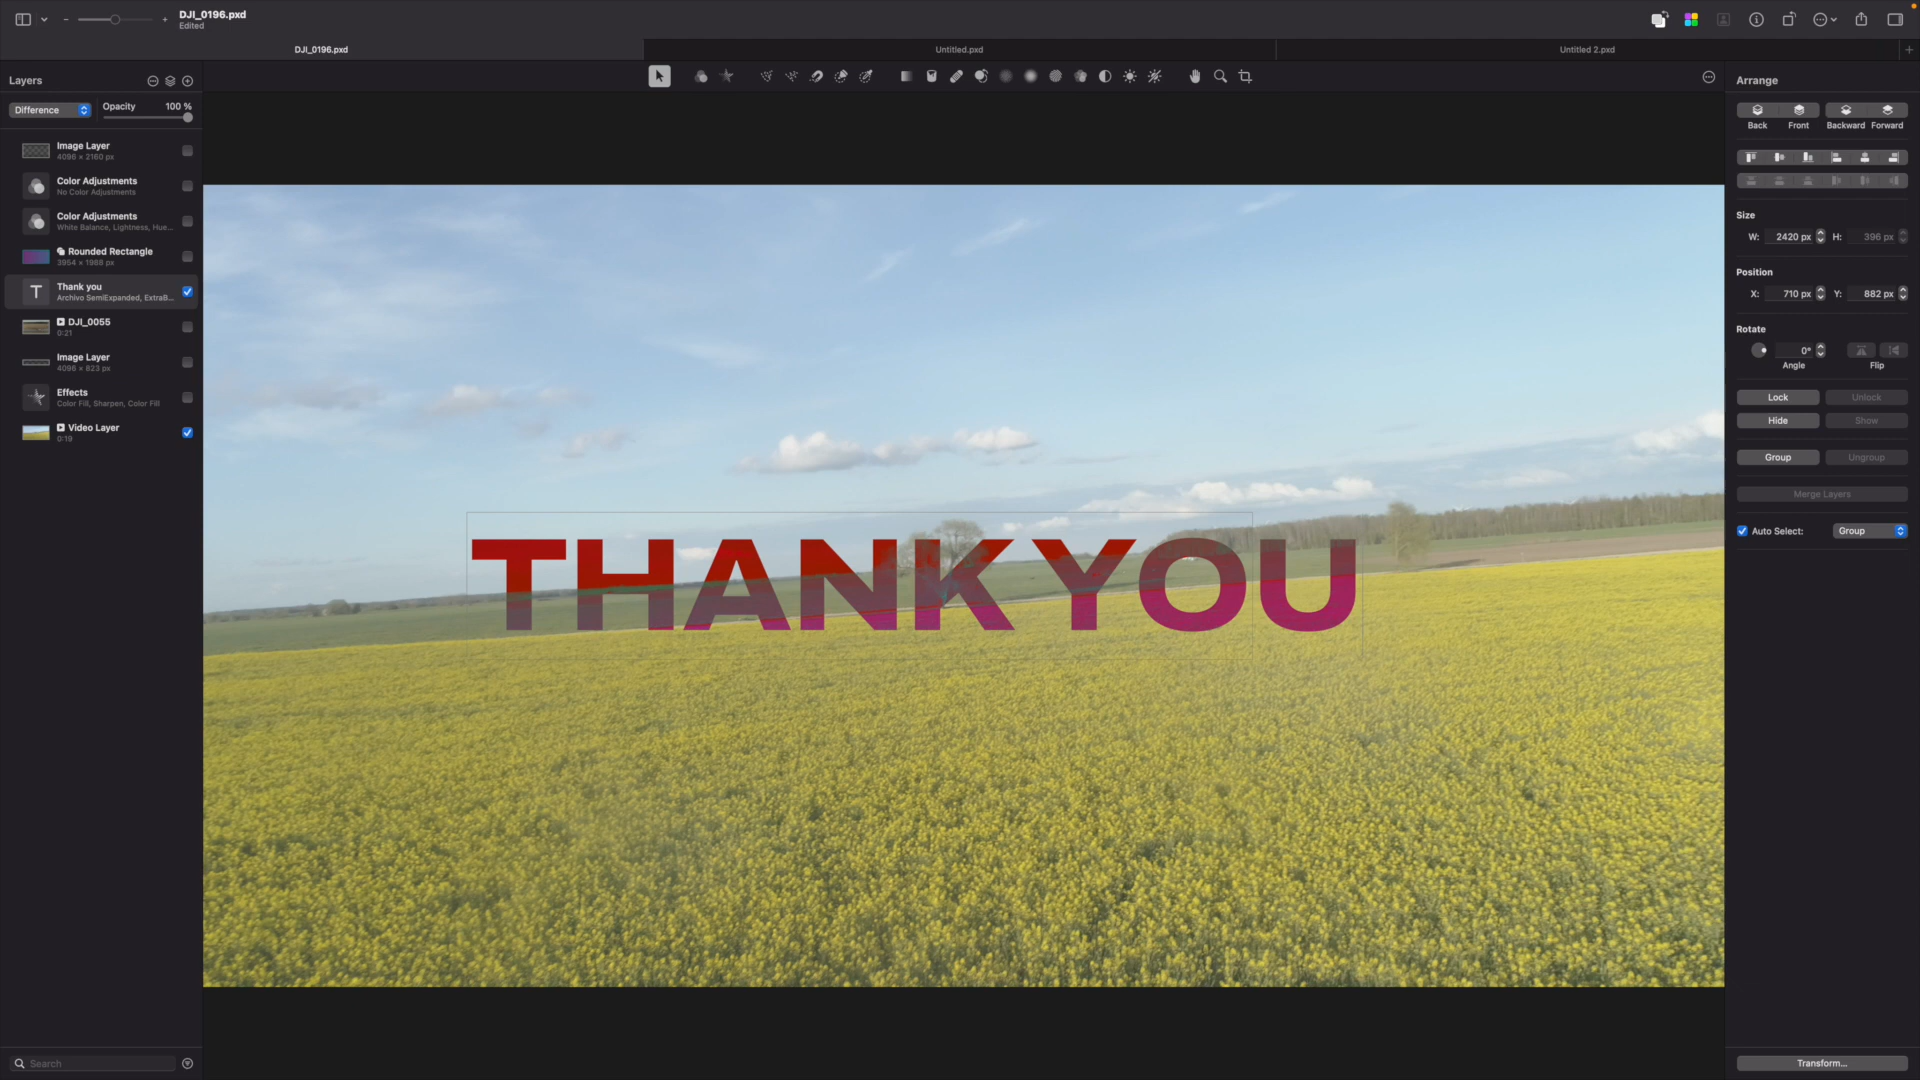 DJI_0196.pxd
Edited
DJI_0196.pxd
Untitled.pxd
Untitled 2.pxd
Layers
Difference
Opacity 100 %
Image Layer
4096 × 2160 px
Color Adjustments
No Color Adjustments
Color Adjustments
White Balance, Lightness, Hue...
Rounded Rectangle
3954 × 1988 px
T
Thank you
Archivo SemiExpanded, ExtraB...
DJI_0055
0:21
Image Layer
4096 × 823 px
Effects
Color Fill, Sharpen, Color Fill
Video Layer
0:19
Search
THANK YOU
Arrange
Back Front Backward Forward
Size
W: 2420 px H: 396 px
Position
X: 710 px Y: 882 px
Rotate
0°
Angle Flip
Lock Unlock
Hide Show
Group Ungroup
Merge Layers
Auto Select: Group
Transform...